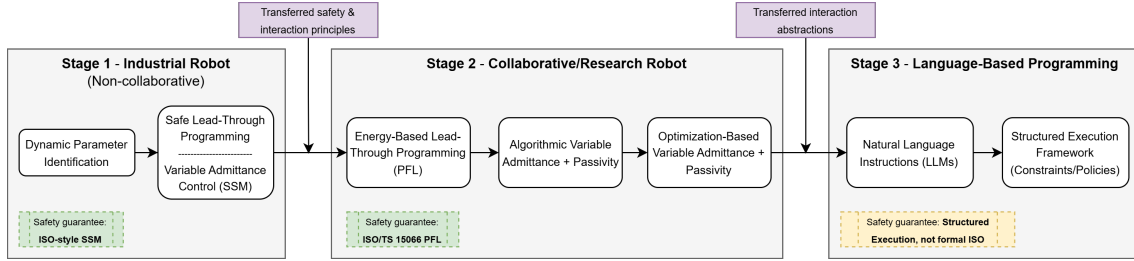 Transferred safety &
interaction principles
Transferred interaction
abstractions
Stage 1 - Industrial Robot
(Non-collaborative)
Dynamic Parameter
Identification
Safe Lead-Through
Programming
------------------------
Variable Admittance
Control (SSM)
Safety guarantee:
ISO-style SSM
Stage 2 - Collaborative/Research Robot
Energy-Based Lead-
Through Programming
(PFL)
Algorithmic Variable
Admittance + Passivity
Optimization-Based
Variable Admittance +
Passivity
Safety guarantee:
ISO/TS 15066 PFL
Stage 3 - Language-Based Programming
Natural Language
Instructions (LLMs)
Structured Execution
Framework
(Constraints/Policies)
Safety guarantee: Structured
Execution, not formal ISO